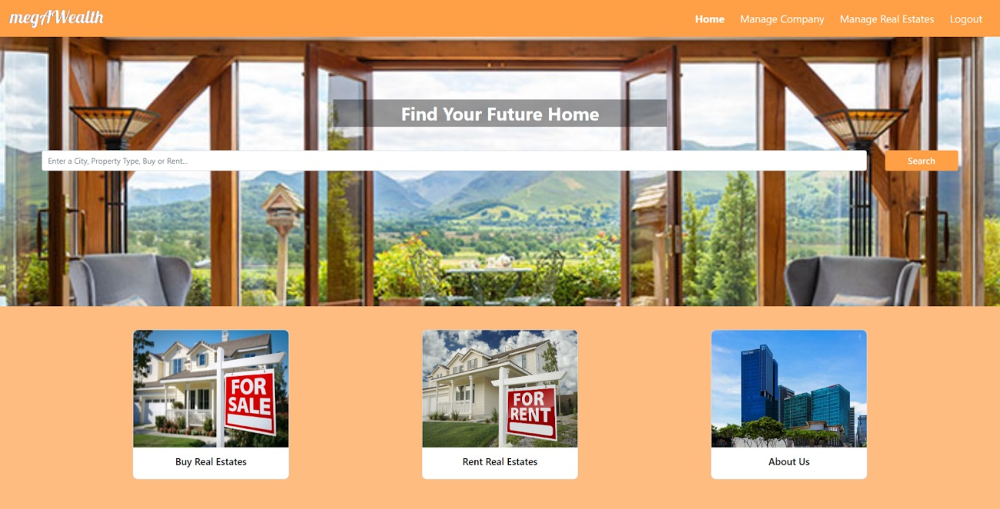 megAWealth
Home Manage Company Manage Real Estates Logout
Find Your Future Home
Enter a City, Property Type, Buy or Rent...
Search
FOR
SALE
FOR
RENT
Buy Real Estates
Rent Real Estates
About Us